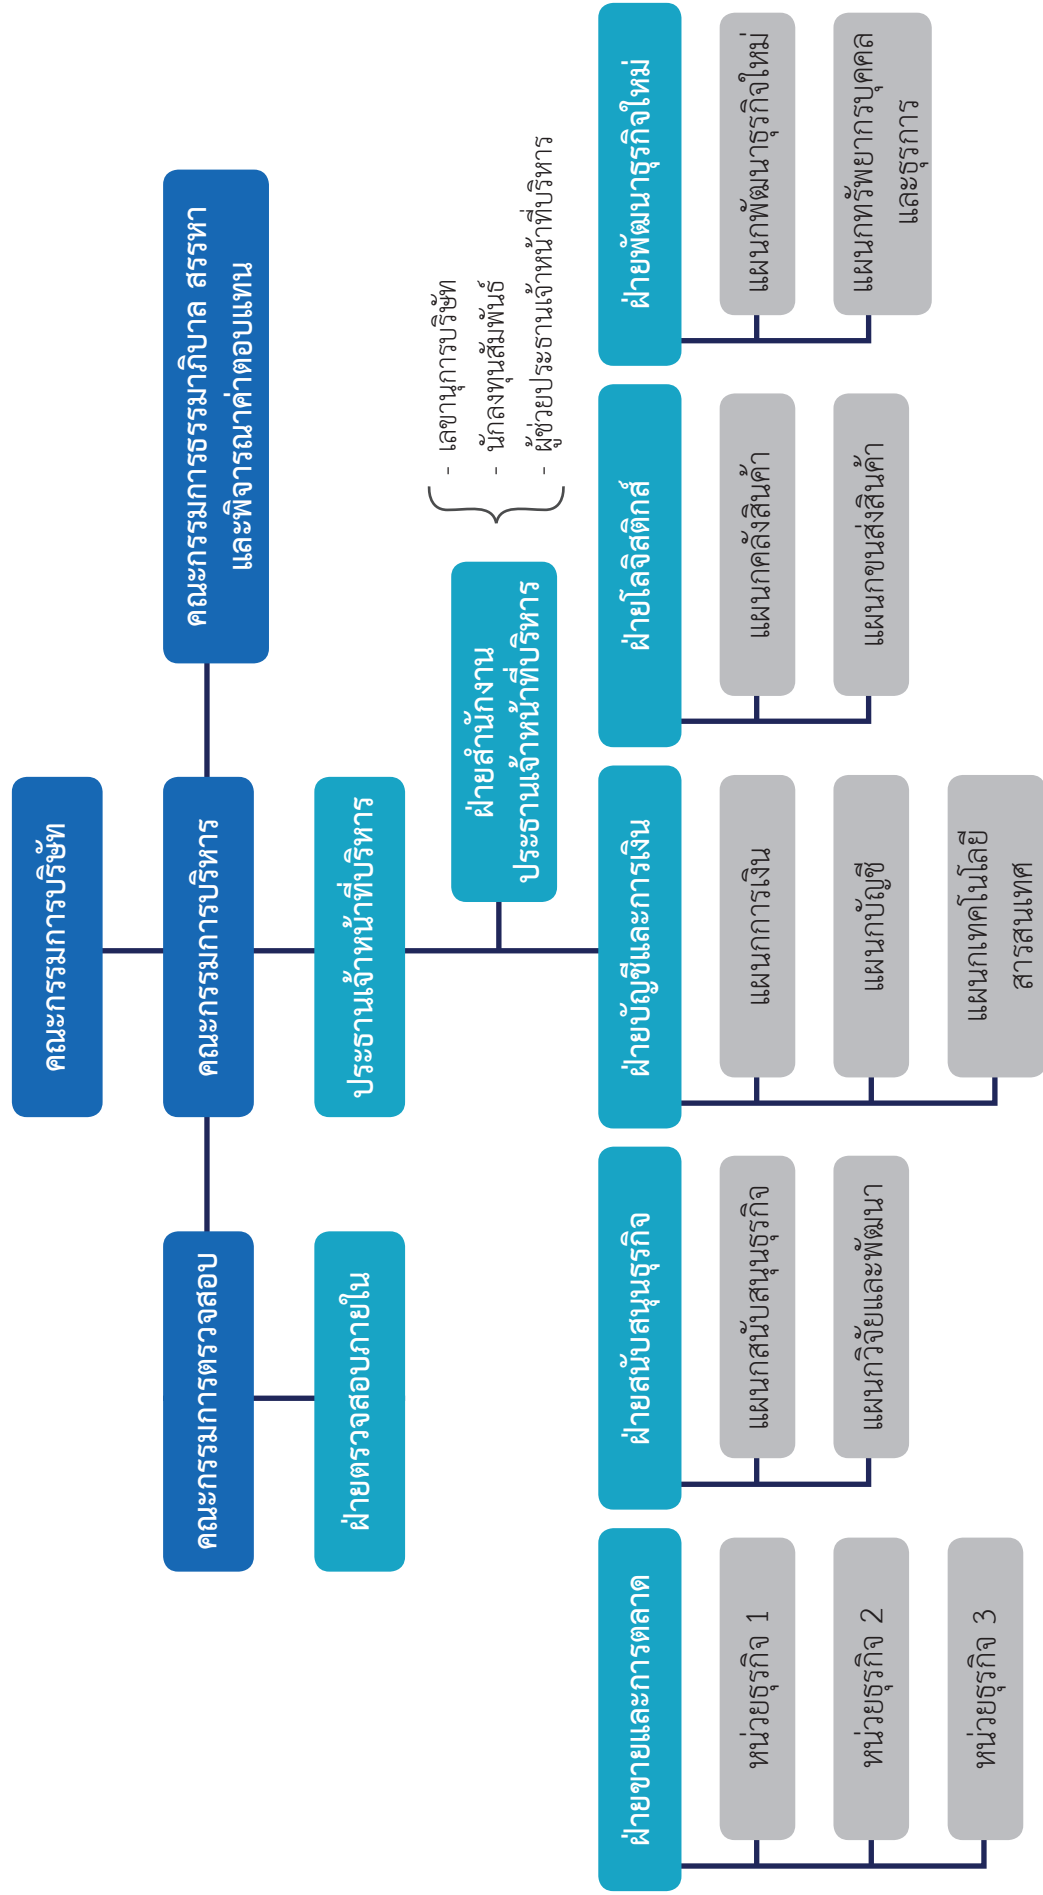 คณะกรรมการบริษัท
คณะกรรมการตรวจสอบ
คณะกรรมการบริหาร
คณะกรรมการธรรมาภิบาล สรรหา
และพิจารณาค่าตอบแทน
ฝ่ายตรวจสอบภายใน
ประธานเจ้าหน้าที่บริหาร
ฝ่ายสำนักงาน
ประธานเจ้าหน้าที่บริหาร
- เลขานุการบริษัท
- นักลงทุนสัมพันธ์
- ผู้ช่วยประธานเจ้าหน้าที่บริหาร
ฝ่ายขายและการตลาด
หน่วยธุรกิจ 1
หน่วยธุรกิจ 2
หน่วยธุรกิจ 3
ฝ่ายสนับสนุนธุรกิจ
แผนกสนับสนุนธุรกิจ
แผนกวิจัยและพัฒนา
ฝ่ายบัญชีและการเงิน
แผนกการเงิน
แผนกบัญชี
แผนกเทคโนโลยี
สารสนเทศ
ฝ่ายโลจิสติกส์
แผนกคลังสินค้า
แผนกขนส่งสินค้า
ฝ่ายพัฒนาธุรกิจใหม่
แผนกพัฒนาธุรกิจใหม่
แผนกทรัพยากรบุคคล
และธุรการ